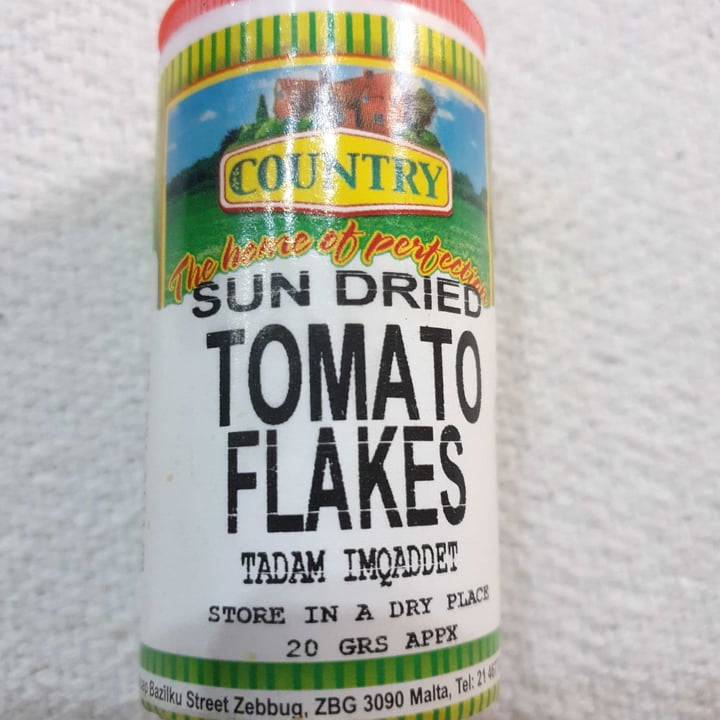 COUNTRY
The home of perfection
SUN DRIED
TOMATO
FLAKES
TADAM IMQADDET
STORE IN A DRY PLACE
20 GRS APPX
Bazilku Street Zebbug, ZBG 3090 Malta, Tel: 21